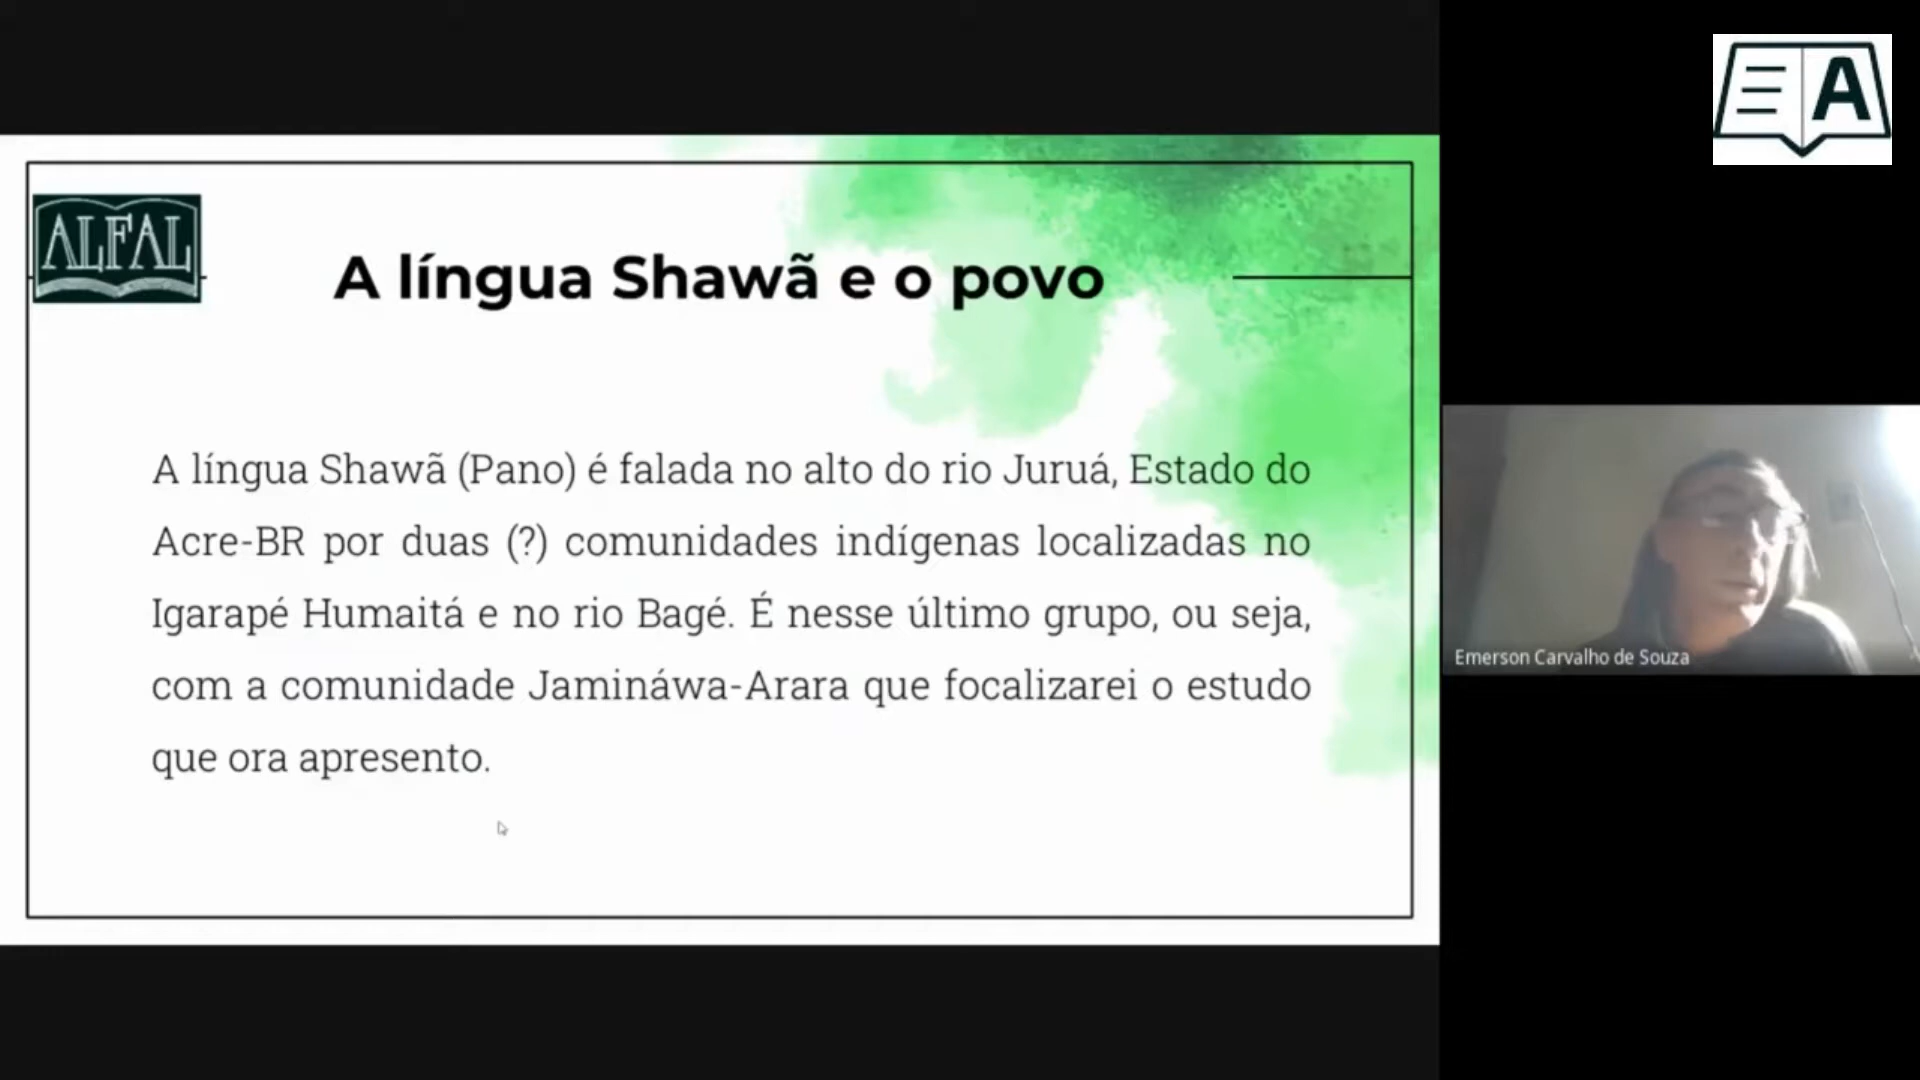 ALFAL
A língua Shawã e o povo
A língua Shawã (Pano) é falada no alto do rio Juruá, Estado do
Acre-BR por duas (?) comunidades indígenas localizadas no
Igarapé Humaitá e no rio Bagé. É nesse último grupo, ou seja,
com a comunidade Jamináwa-Arara que focalizarei o estudo
que ora apresento.
A
Emerson Carvalho de Souza